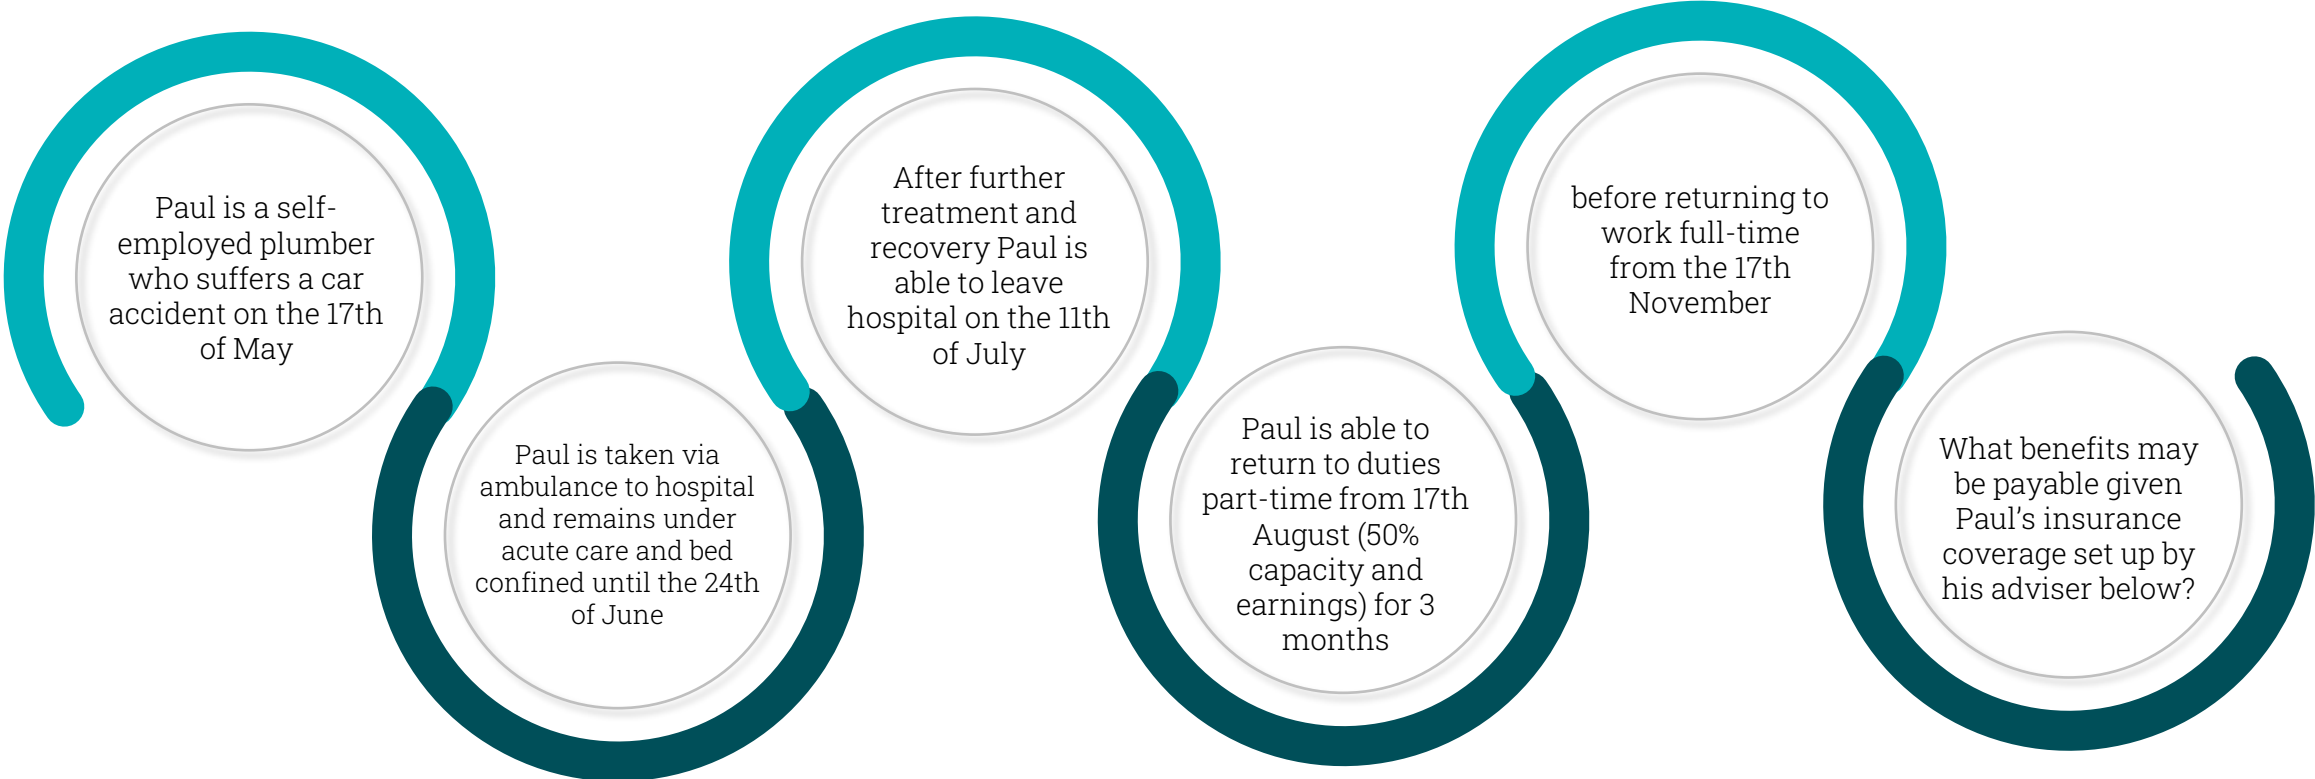 Paul is a self-
employed plumber
who suffers a car
accident on the 17th
of May
Paul is taken via
ambulance to hospital
and remains under
acute care and bed
confined until the 24th
of June
After further
treatment and
recovery Paul is
able to leave
hospital on the 11th
of July
Paul is able to
return to duties
part-time from 17th
August (50%
capacity and
earnings) for 3
months
before returning to
work full-time
from the 17th
November
What benefits may
be payable given
Paul’s insurance
coverage set up by
his adviser below?